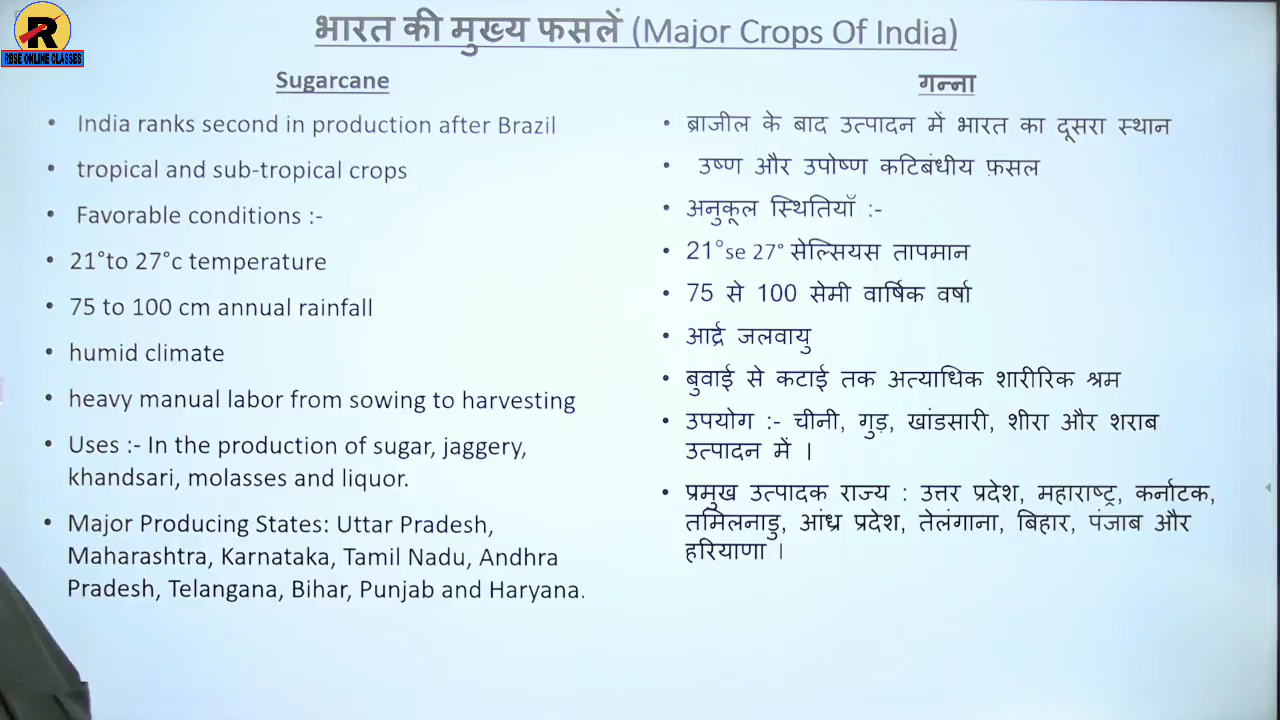 R
RBSE ONLINE CLASSES
भारत की मुख्य फसलें (Major Crops Of India)
Sugarcane
• India ranks second in production after Brazil
• tropical and sub-tropical crops
• Favorable conditions :-
• 21°to 27°c temperature
• 75 to 100 cm annual rainfall
• humid climate
• heavy manual labor from sowing to harvesting
• Uses :- In the production of sugar, jaggery,
khandsari, molasses and liquor.
• Major Producing States: Uttar Pradesh,
Maharashtra, Karnataka, Tamil Nadu, Andhra
Pradesh, Telangana, Bihar, Punjab and Haryana.
गन्ना
• ब्राजील के बाद उत्पादन में भारत का दूसरा स्थान
• उष्ण और उपोष्ण कटिबंधीय फ़सल
• अनुकूल स्थितियाँ :-
• 21°se 27° सेल्सियस तापमान
• 75 से 100 सेमी वार्षिक वर्षा
• आर्द्र जलवायु
• बुवाई से कटाई तक अत्याधिक शारीरिक श्रम
• उपयोग :- चीनी, गुड़, खांडसारी, शीरा और शराब
उत्पादन में ।
• प्रमुख उत्पादक राज्य : उत्तर प्रदेश, महाराष्ट्र, कर्नाटक,
तमिलनाडु, आंध्र प्रदेश, तेलंगाना, बिहार, पंजाब और
हरियाणा ।